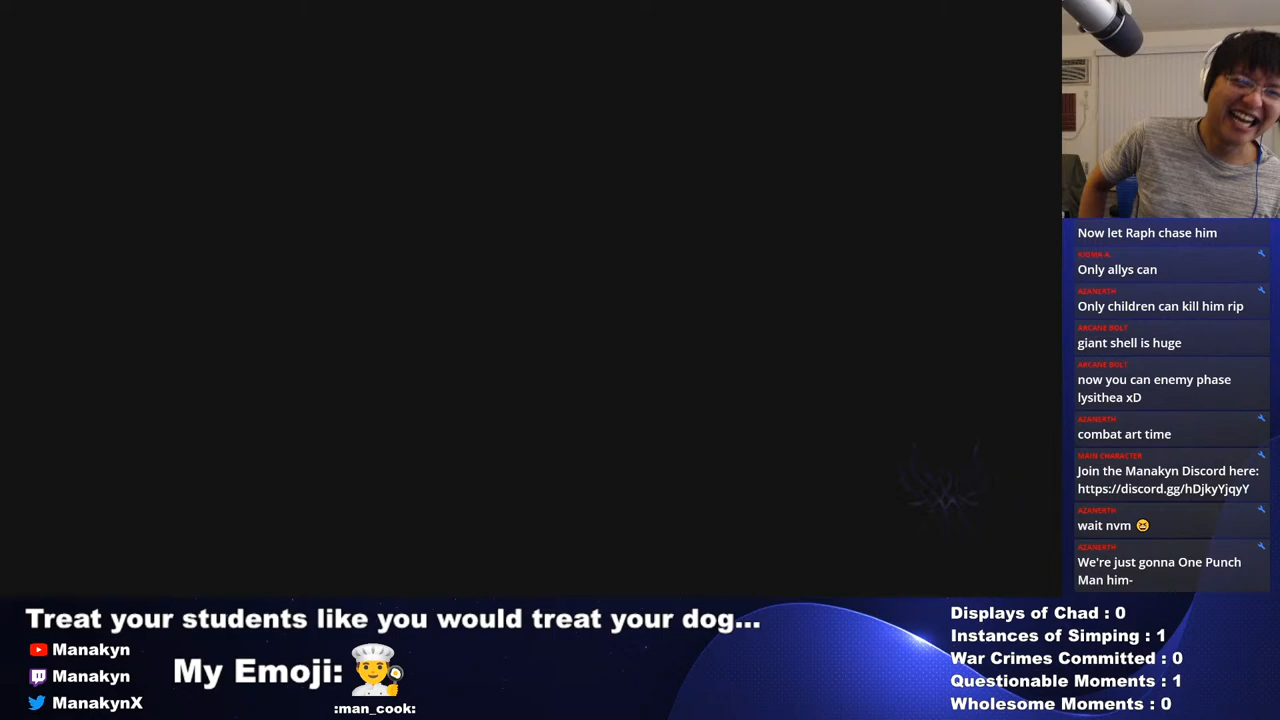 Now let Raph chase him
KIGMA A.
Only allys can
AZANERTH
Only children can kill him rip
ARCANE BOLT
giant shell is huge
ARCANE BOLT
now you can enemy phase
lysithea xD
AZANERTH
combat art time
MAIN CHARACTER
Join the Manakyn Discord here:
https://discord.gg/hDjkyYjqyY
AZANERTH
wait nvm 😆
AZANERTH
We're just gonna One Punch
Man him-
Treat your students like you would treat your dog...
Manakyn
Manakyn
ManakynX
My Emoji:
:man_cook:
Displays of Chad : 0
Instances of Simping : 1
War Crimes Committed : 0
Questionable Moments : 1
Wholesome Moments : 0